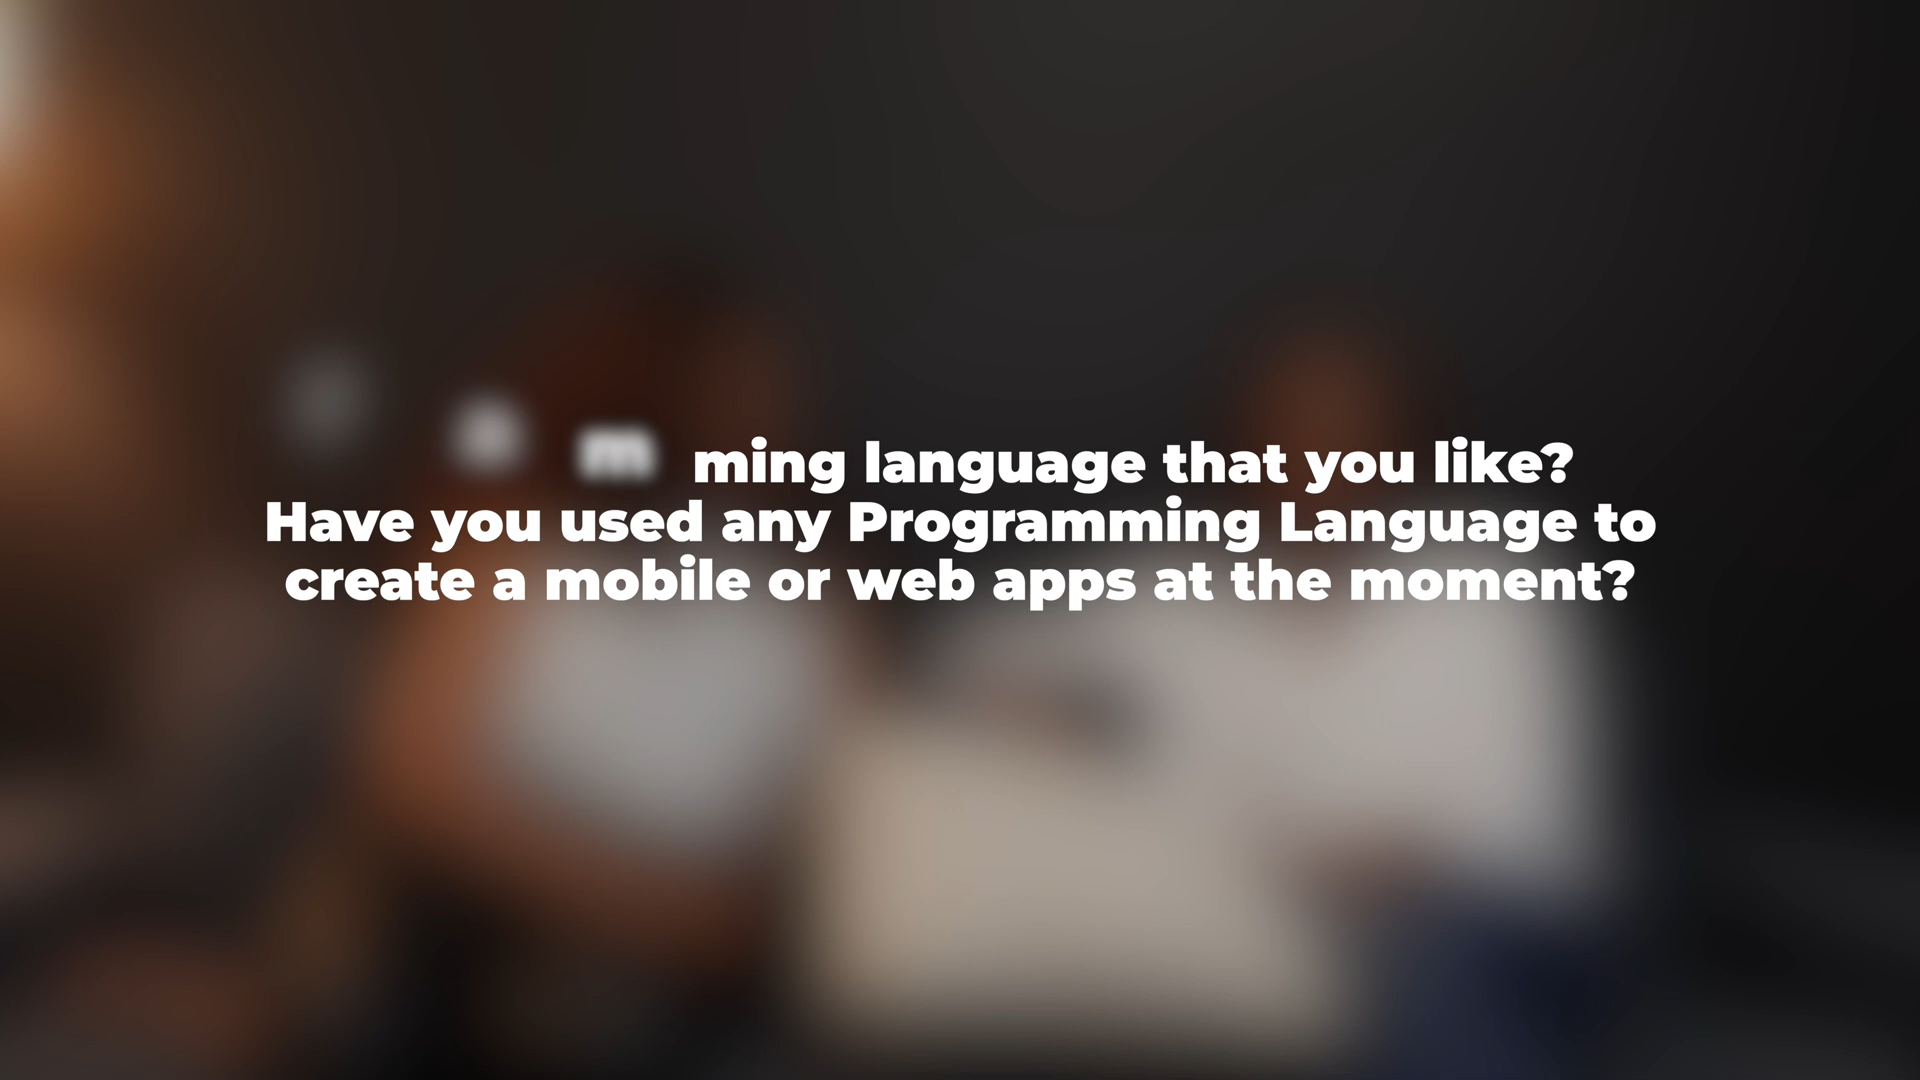 ming language that you like?
Have you used any Programming Language to
create a mobile or web apps at the moment?